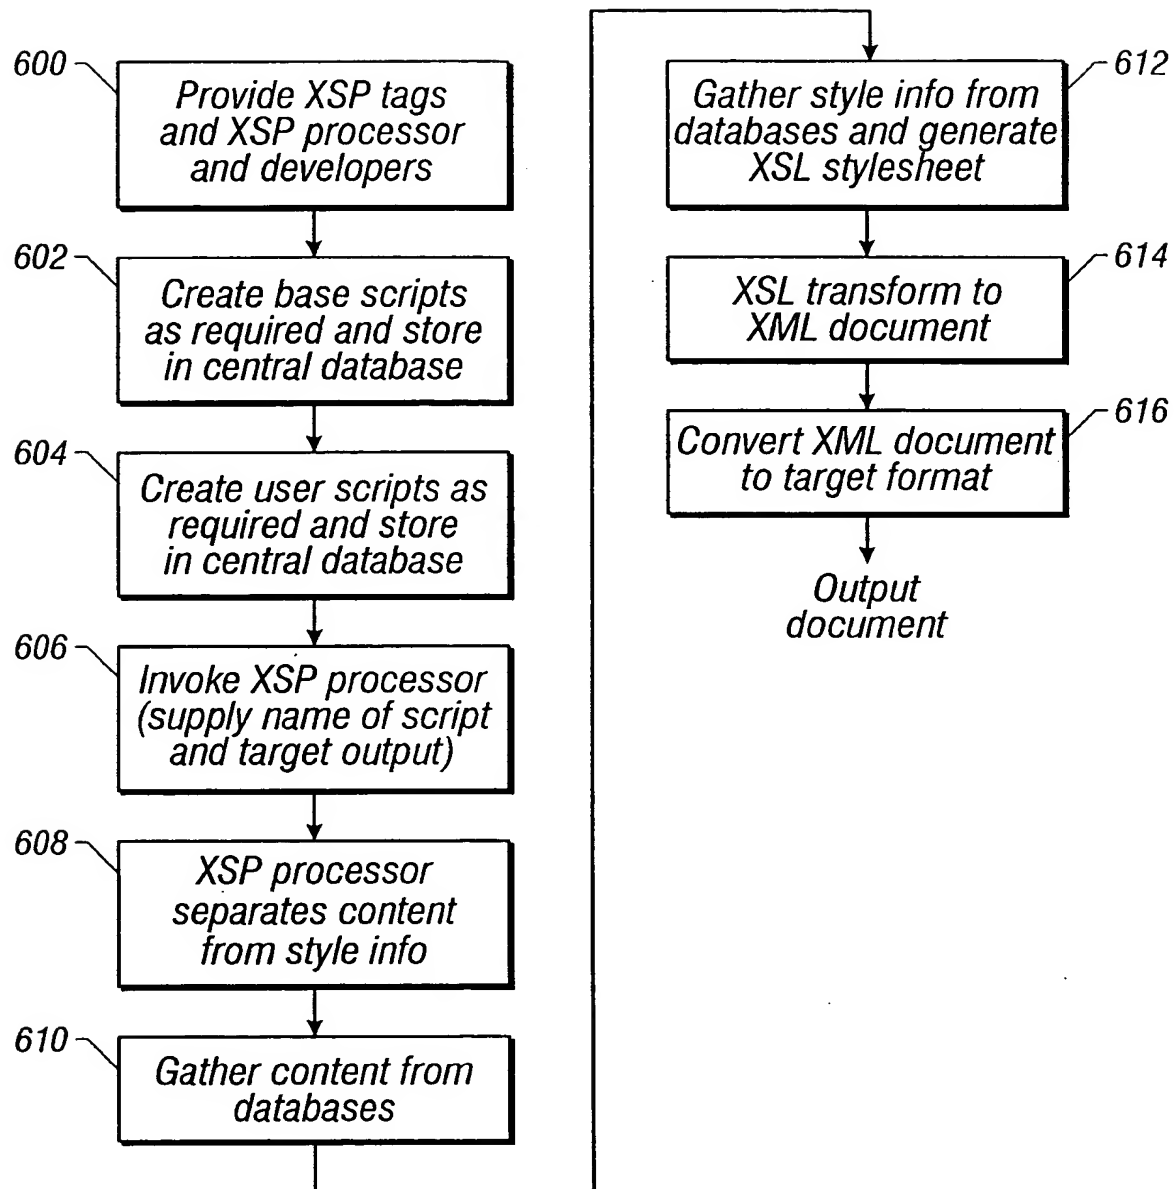 600
Provide XSP tags
and XSP processor
and developers
602
Create base scripts
as required and store
in central database
604
Create user scripts as
required and store
in central database
606
Invoke XSP processor
(supply name of script
and target output)
608
XSP processor
separates content
from style info
610
Gather content from
databases
612
Gather style info from
databases and generate
XSL stylesheet
614
XSL transform to
XML document
616
Convert XML document
to target format
Output
document